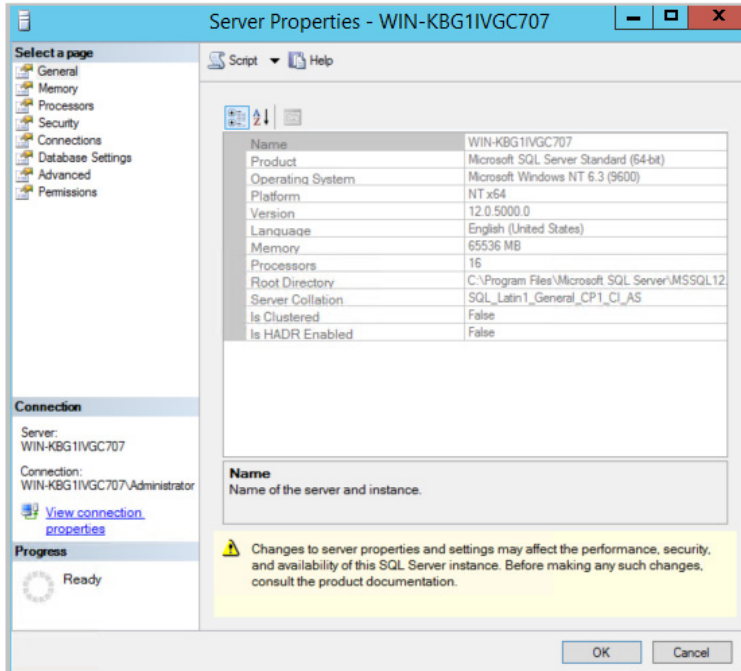 Server Properties - WIN-KBG1IVGC707
Select a page
General
Memory
Processors
Security
Connections
Database Settings
Advanced
Permissions
Script
Help
Name WIN-KBG1IVGC707
Product Microsoft SQL Server Standard (64-bit)
Operating System Microsoft Windows NT 6.3 (9600)
Platform NT x64
Version 12.0.5000.0
Language English (United States)
Memory 65536 MB
Processors 16
Root Directory C:\Program Files\Microsoft SQL Server\MSSQL12.
Server Collation SQL_Latin1_General_CP1_CI_AS
Is Clustered False
Is HADR Enabled False
Connection
Server:
WIN-KBG1IVGC707
Connection:
WIN-KBG1IVGC707\Administrator
View connection
properties
Progress
Ready
Name
Name of the server and instance.
Changes to server properties and settings may affect the performance, security,
and availability of this SQL Server instance. Before making any such changes,
consult the product documentation.
OK Cancel